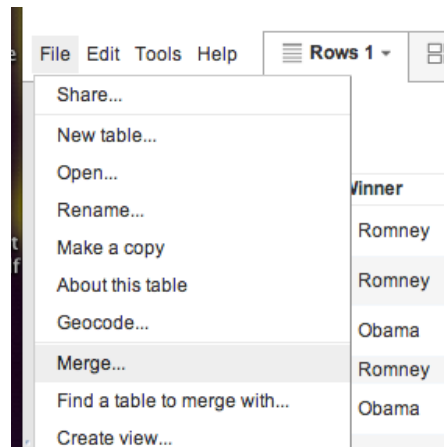 File Edit Tools Help Rows 1
Share...
New table...
Open...
Rename...
Make a copy
About this table
Geocode...
Merge...
Find a table to merge with...
Create view...
Winner
Romney
Romney
Obama
Romney
Obama